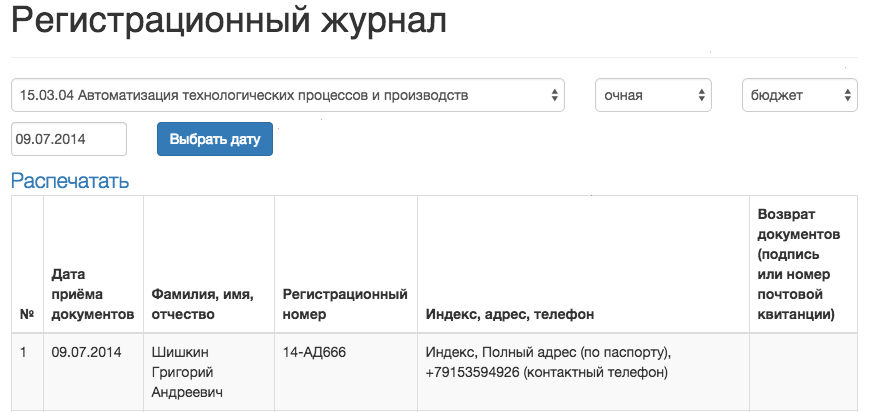 Регистрационный журнал
15.03.04 Автоматизация технологических процессов и производств очная бюджет
09.07.2014 Выбрать дату
Распечатать
№ Дата приёма документов Фамилия, имя, отчество Регистрационный номер Индекс, адрес, телефон Возврат документов (подпись или номер почтовой квитанции)
1 09.07.2014 Шишкин 14-АД666 Индекс, Полный адрес (по паспорту),
Григорий +79153594926 (контактный телефон)
Андреевич